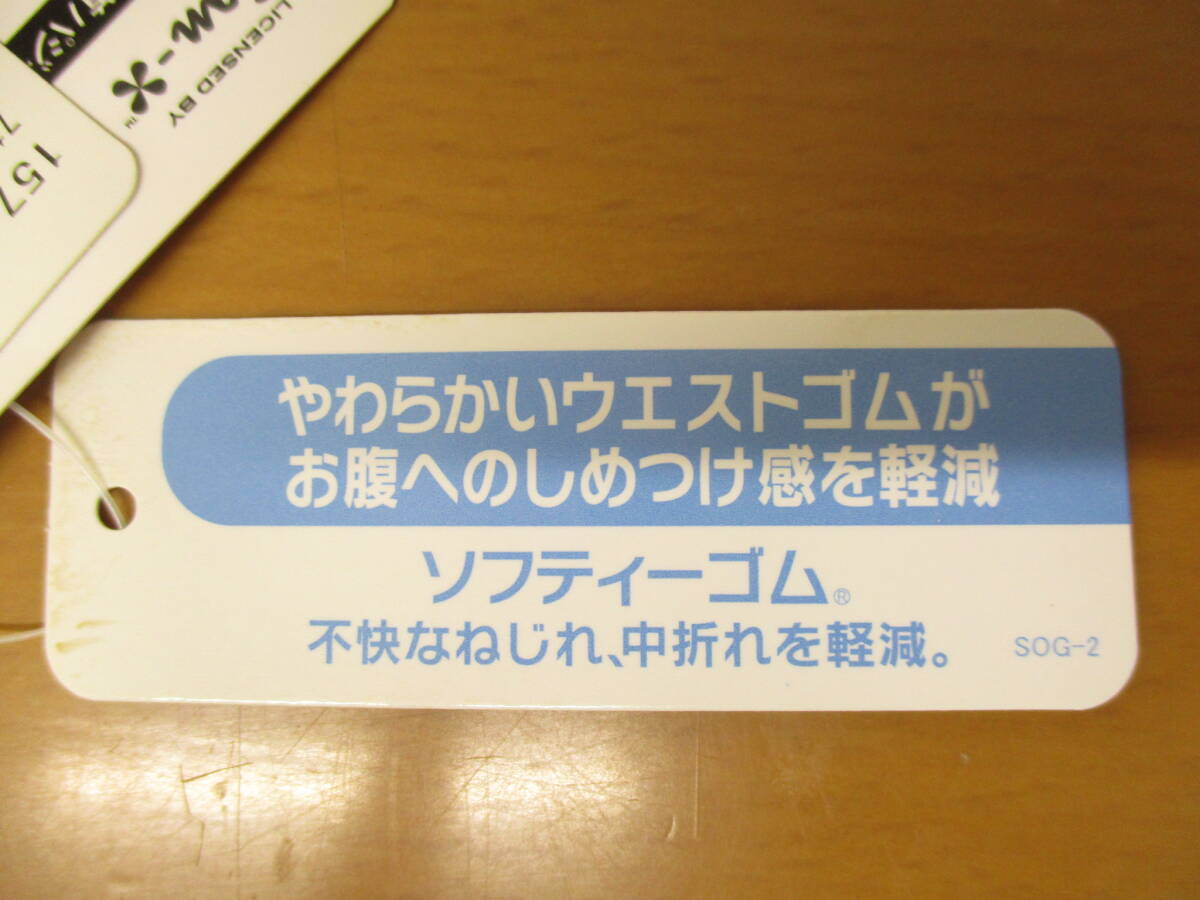 LICENSED BY
TM
157
やわらかいウエストゴムが
お腹へのしめつけ感を軽減
ソフティーゴム®
不快なねじれ、中折れを軽減。
SOG-2